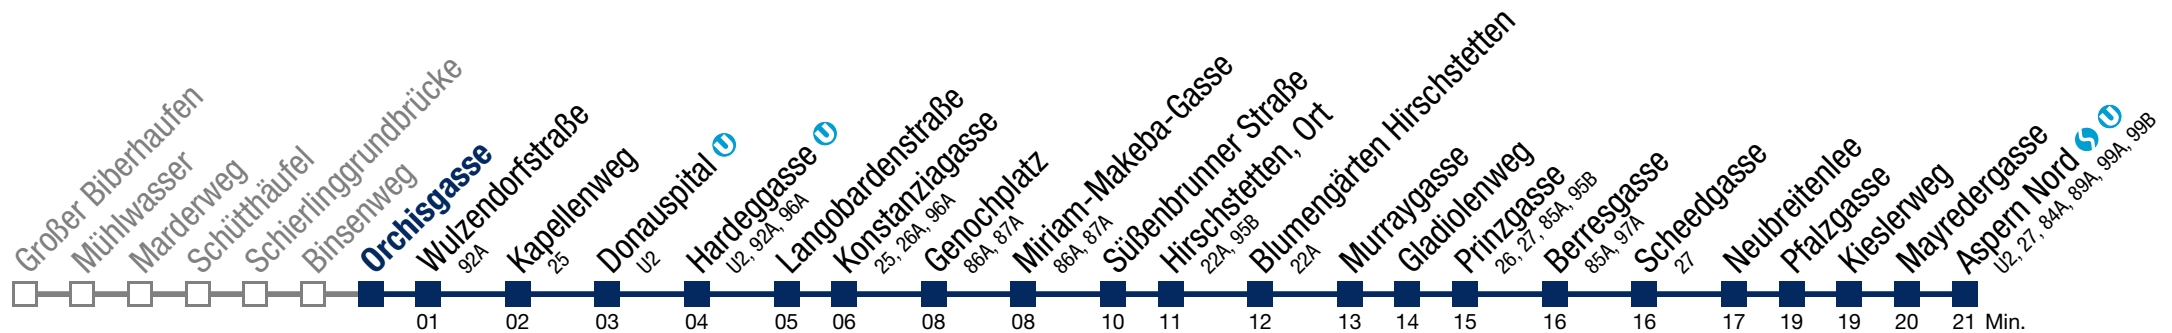 Großer Biberhaufen
Mühlwasser
Marderweg
Schütthäufel
Schierlinggrundbrücke
Binsenweg
Orchisgasse
Wulzendorfstraße
92A
Kapellenweg
25
Donauspital U
U2
Hardeggasse U
U2, 92A, 96A
Langobardenstraße
Konstanziagasse
25, 26A, 96A
Genochplatz
86A, 87A
Miriam-Makeba-Gasse
86A, 87A
Süßenbrunner Straße
Hirschstetten, Ort
22A, 95B
Blumengärten Hirschstetten
22A
Murraygasse
Gladiolenweg
Prinzgasse
26, 27, 85A, 95B
Berresgasse
85A, 97A
Scheedgasse
27
Neubreitenlee
Pfalzgasse
Kieslerweg
Mayredergasse
Aspern Nord S U
U2, 27, 84A, 89A, 99A, 99B
01 02 03 04 05 06 08 08 10 11 12 13 14 15 16 16 17 19 19 20 21 Min.